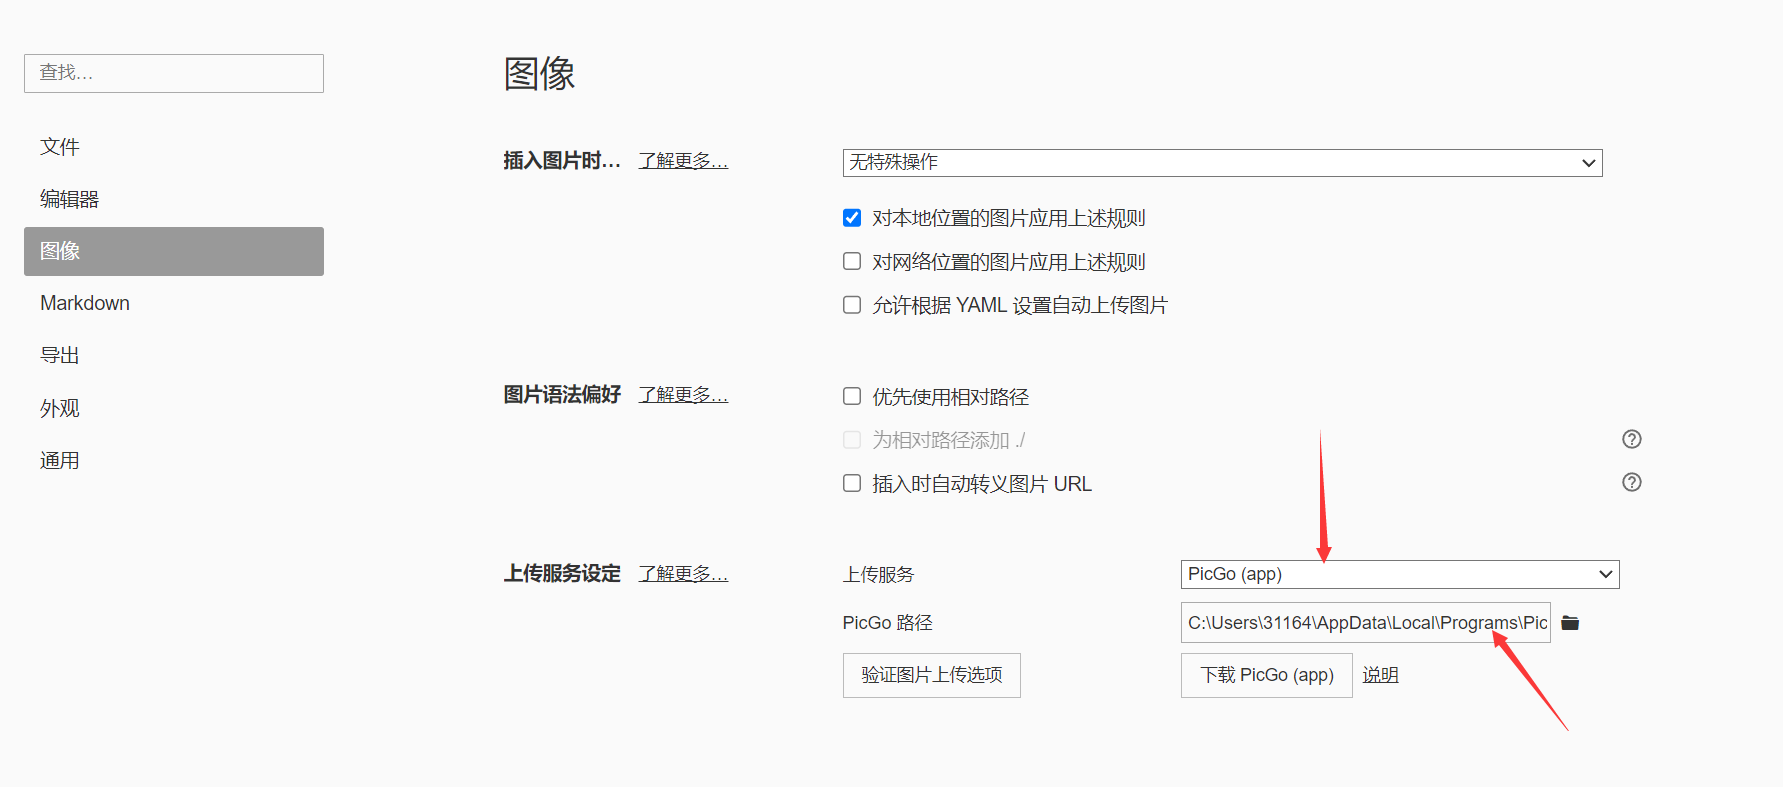 查找...
文件
编辑器
图像
Markdown
导出
外观
通用
图像
插入图片时... 了解更多... 无特殊操作
对本地位置的图片应用上述规则
对网络位置的图片应用上述规则
允许根据 YAML 设置自动上传图片
图片语法偏好 了解更多... 优先使用相对路径
为相对路径添加 ./
插入时自动转义图片 URL
上传服务设定 了解更多... 上传服务 PicGo (app)
PicGo 路径 C:\Users\31164\AppData\Local\Programs\Pic
验证图片上传选项 下载 PicGo (app) 说明